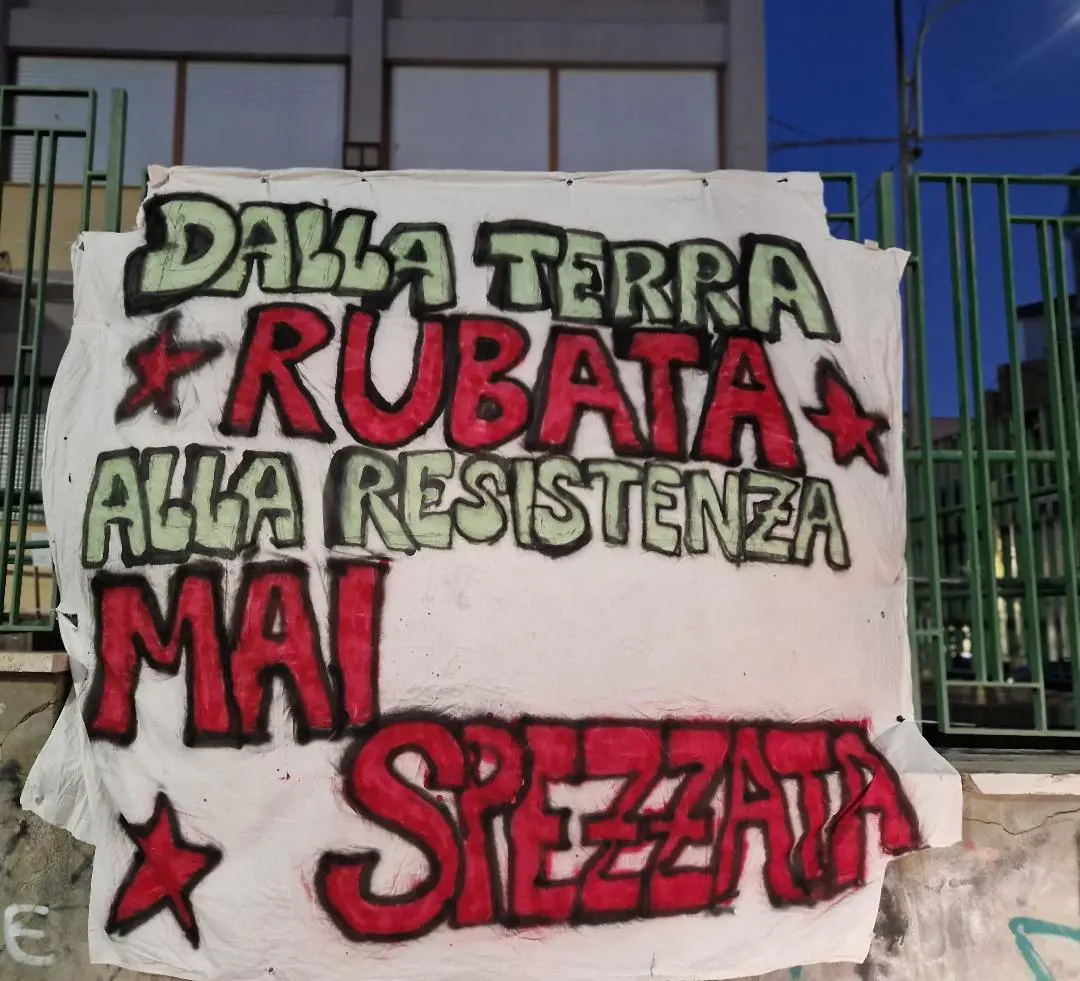 DALLA TERRA
RUBATA
ALLA RESISTENZA
MAI
SPEZZATA
Є